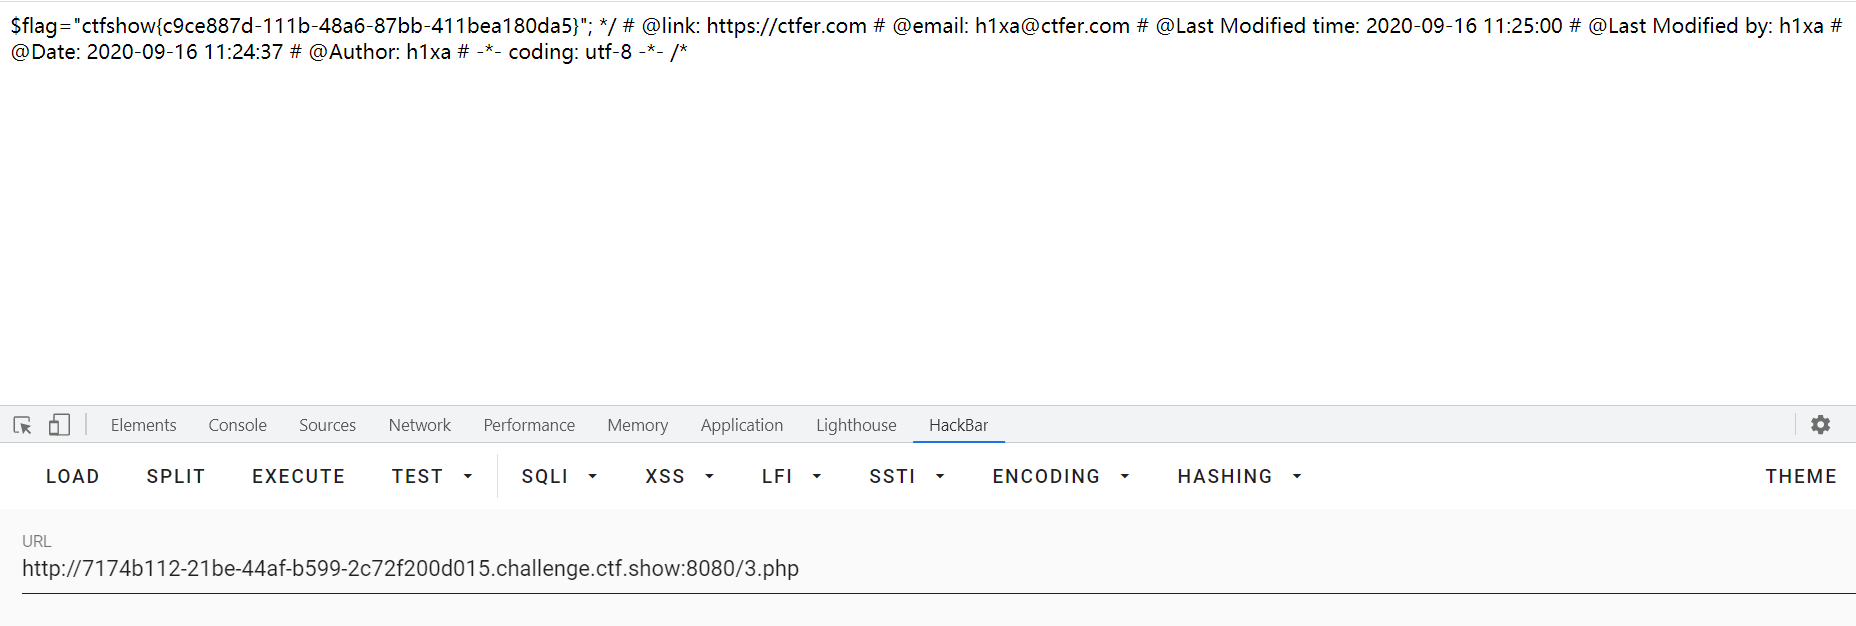 $flag="ctfshow{c9ce887d-111b-48a6-87bb-411bea180da5}"; */ # @link: https://ctfer.com # @email: h1xa@ctfer.com # @Last Modified time: 2020-09-16 11:25:00 # @Last Modified by: h1xa #
@Date: 2020-09-16 11:24:37 # @Author: h1xa # -*- coding: utf-8 -*- /*
Elements Console Sources Network Performance Memory Application Lighthouse HackBar
LOAD SPLIT EXECUTE TEST SQLI XSS LFI SSTI ENCODING HASHING THEME
URL
http://7174b112-21be-44af-b599-2c72f200d015.challenge.ctf.show:8080/3.php